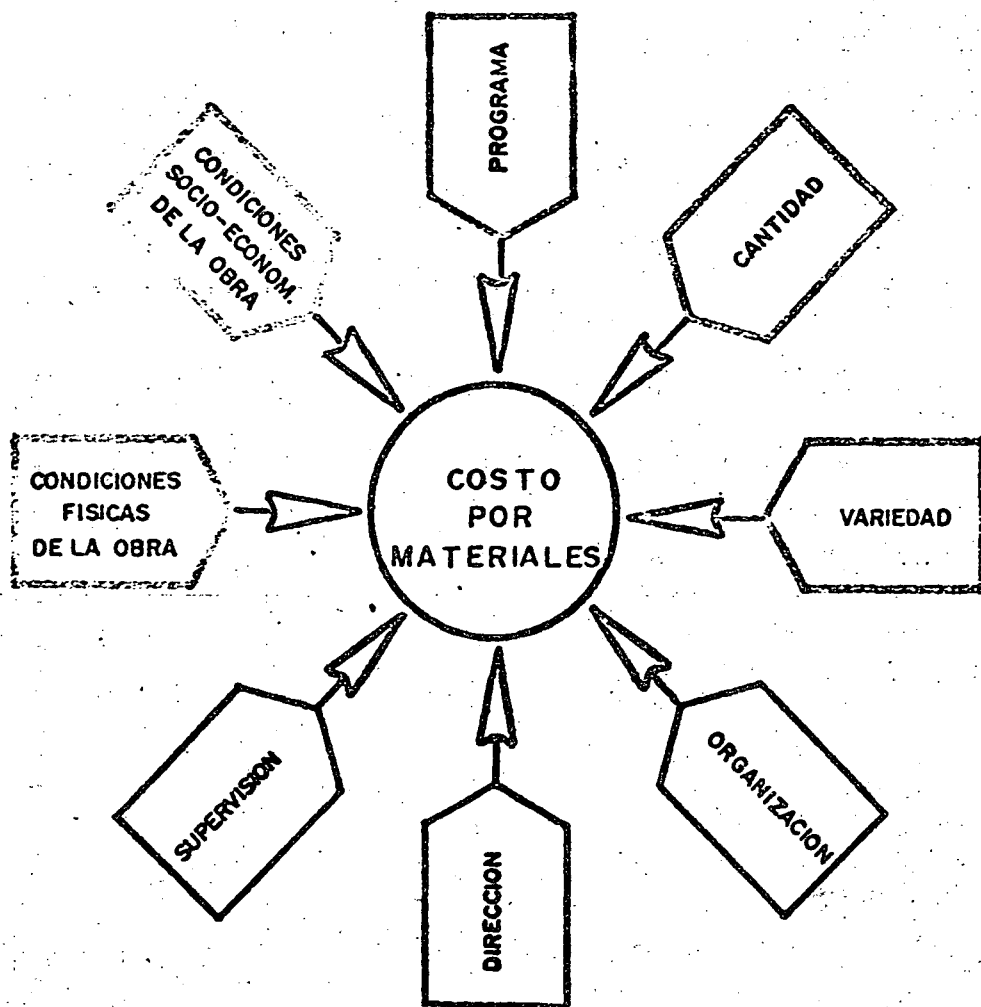 PROGRAMA
CONDICIONES
SOCIO-ECONOM.
DE LA OBRA
CANTIDAD
CONDICIONES
FISICAS
DE LA OBRA
COSTO
POR
MATERIALES
VARIEDAD
SUPERVISION
DIRECCION
ORGANIZACION